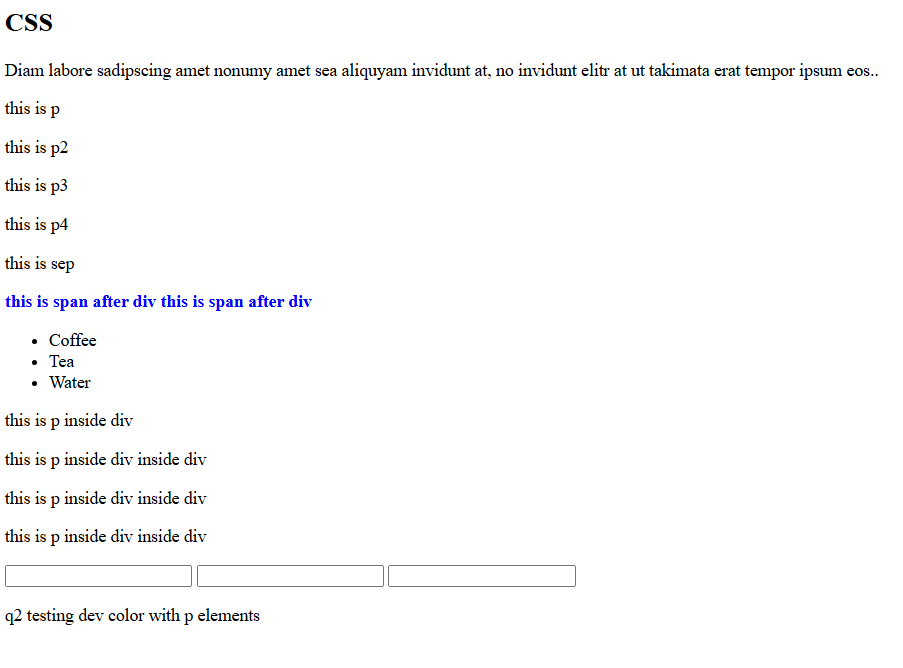 CSS
Diam labore sadipscing amet nonumy amet sea aliquyam invidunt at, no invidunt elitr at ut takimata erat tempor ipsum eos..
this is p
this is p2
this is p3
this is p4
this is sep
this is span after div this is span after div
Coffee
Tea
Water
this is p inside div
this is p inside div inside div
this is p inside div inside div
this is p inside div inside div
q2 testing dev color with p elements